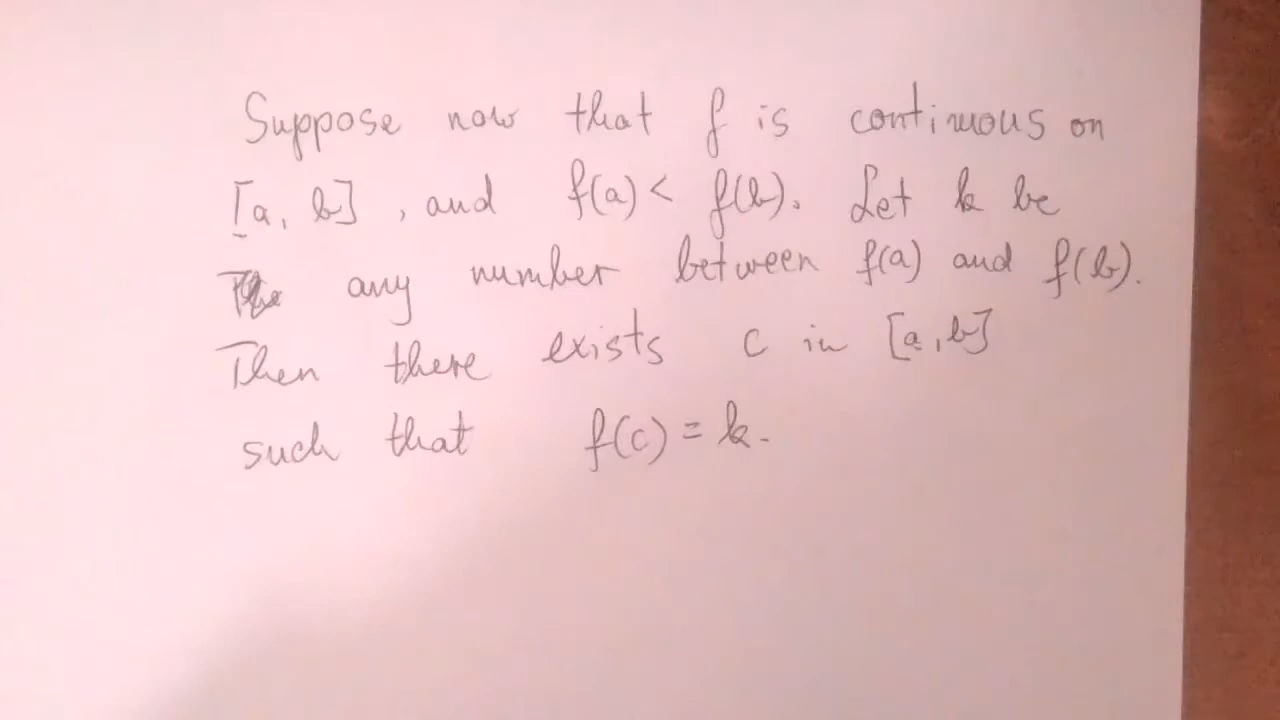 Suppose now that f is continuous on
[a, b] , and f(a) < f(b). Let k be
any number between f(a) and f(b).
Then there exists c in [a, b]
such that f(c) = k.